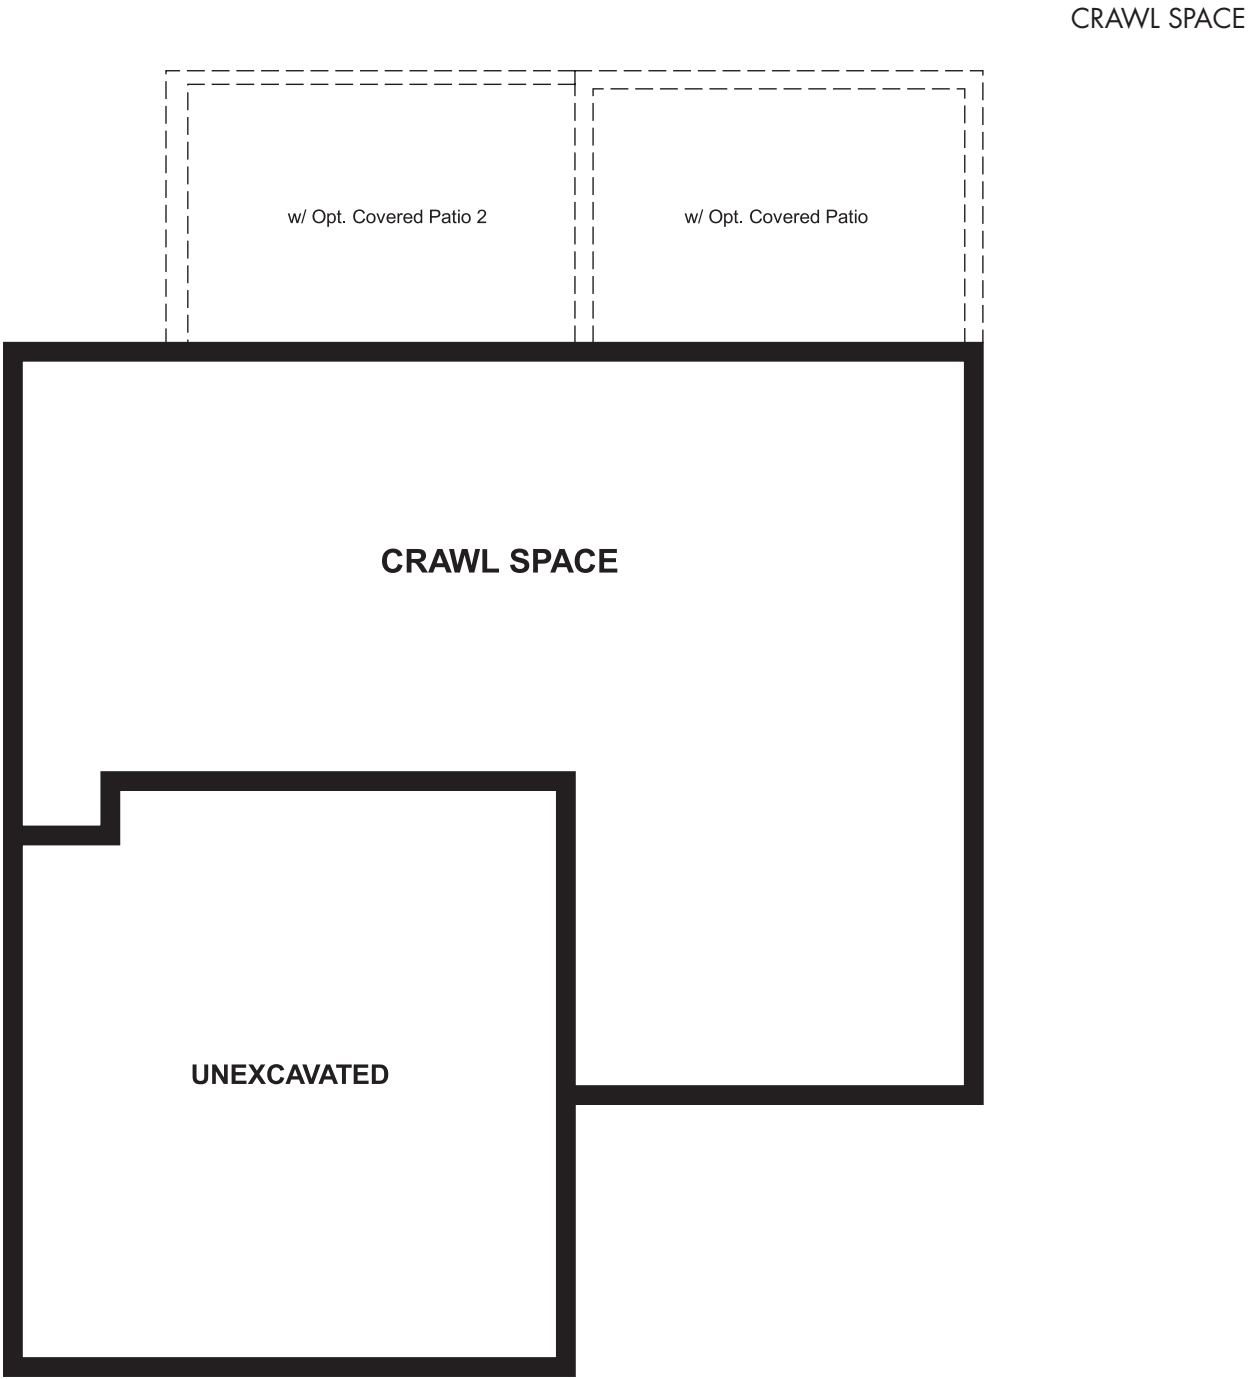 CRAWL SPACE
w/ Opt. Covered Patio 2
w/ Opt. Covered Patio
CRAWL SPACE
UNEXCAVATED